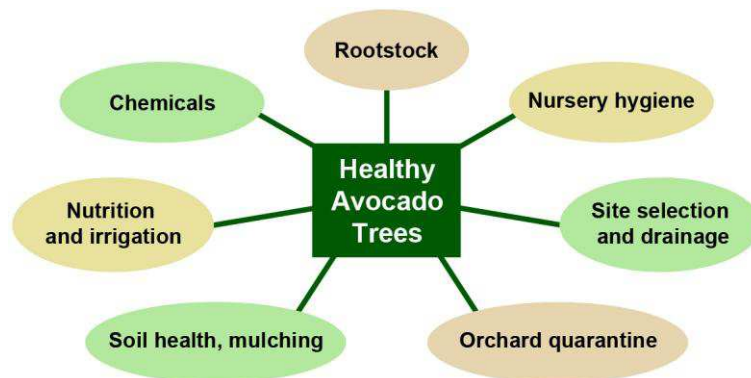 Rootstock
Chemicals
Nursery hygiene
Healthy
Avocado
Trees
Nutrition
and irrigation
Site selection
and drainage
Soil health, mulching
Orchard quarantine